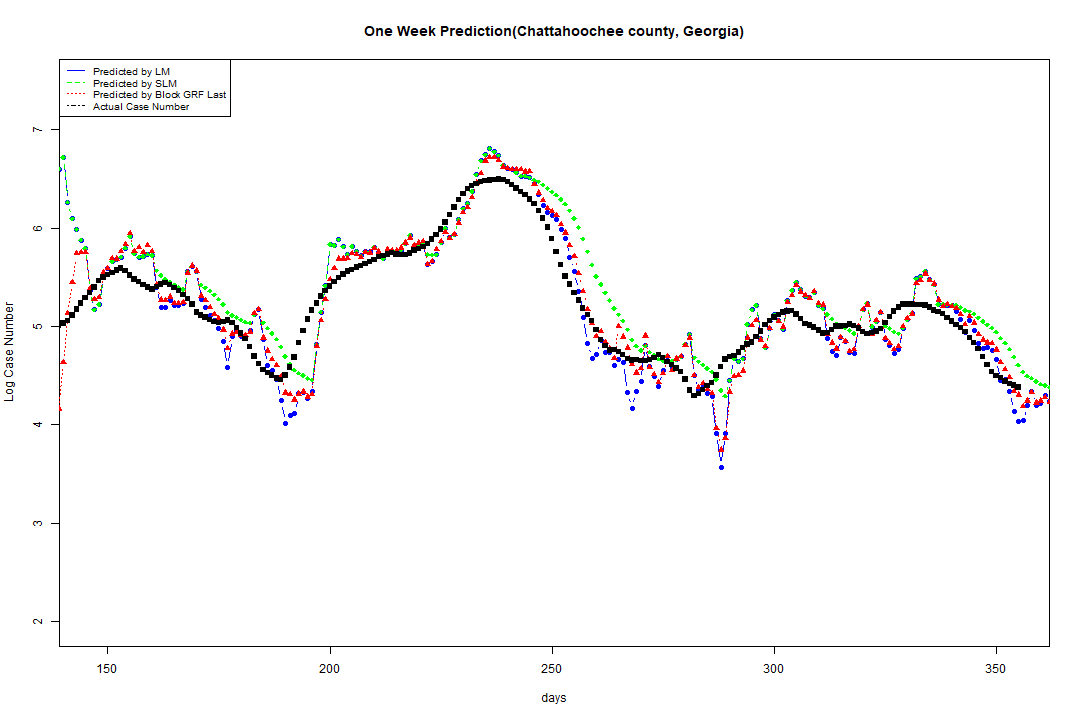 One Week Prediction(Chattahoochee county, Georgia)
Predicted by LM
Predicted by SLM
Predicted by Block GRF Last
Actual Case Number
7
6
5
4
3
2
Log Case Number
150 200 250 300 350
days